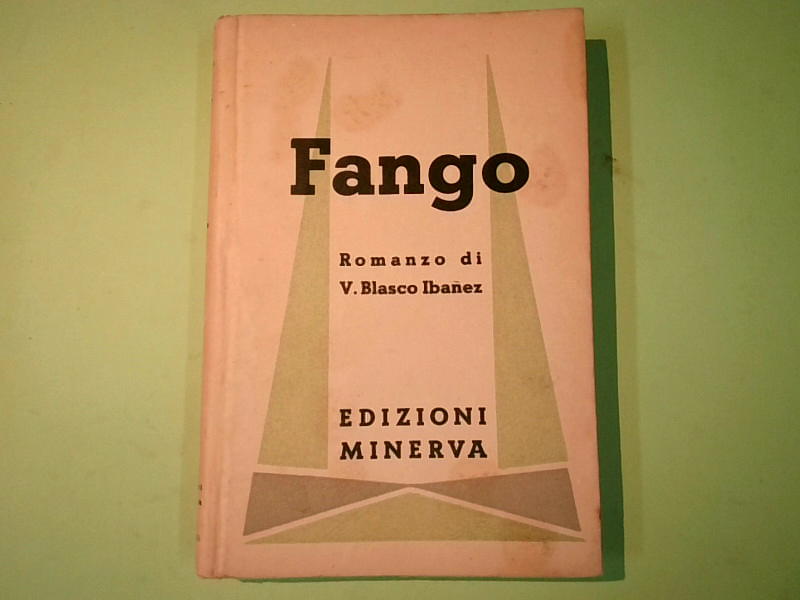 Fango
Romanzo di
V. Blasco Ibañez
EDIZIONI
MINERVA